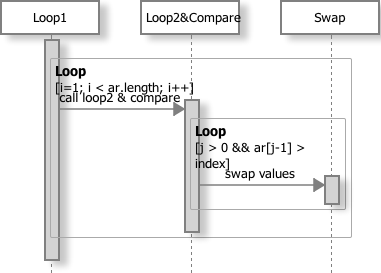 Loop1
Loop2&Compare
Swap
Loop
[i=1; i < ar.length; i++]
call loop2 & compare
Loop
[j > 0 && ar[j-1] >
index]
swap values